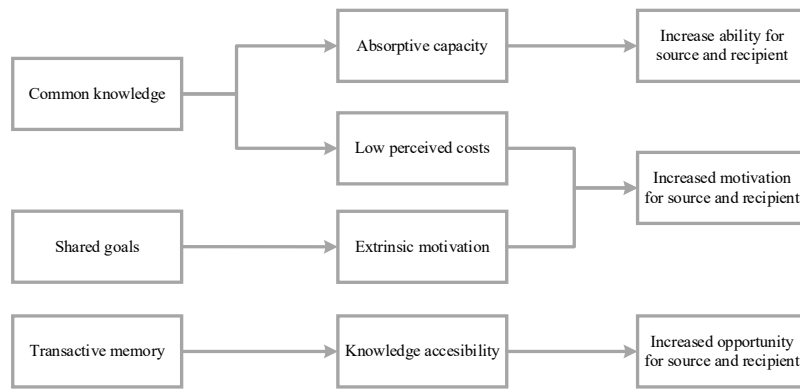 Common knowledge
Absorptive capacity
Increase ability for
source and recipient
Low perceived costs
Increased motivation
for source and recipient
Shared goals
Extrinsic motivation
Transactive memory
Knowledge accesibility
Increased opportunity
for source and recipient